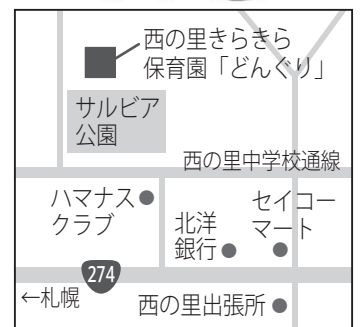 西の里きらきら
保育園「どんぐり」
サルビア
公園
西の里中学校通線
ハマナス
クラブ
北洋
銀行
セイコー
マート
274
←札幌
西の里出張所